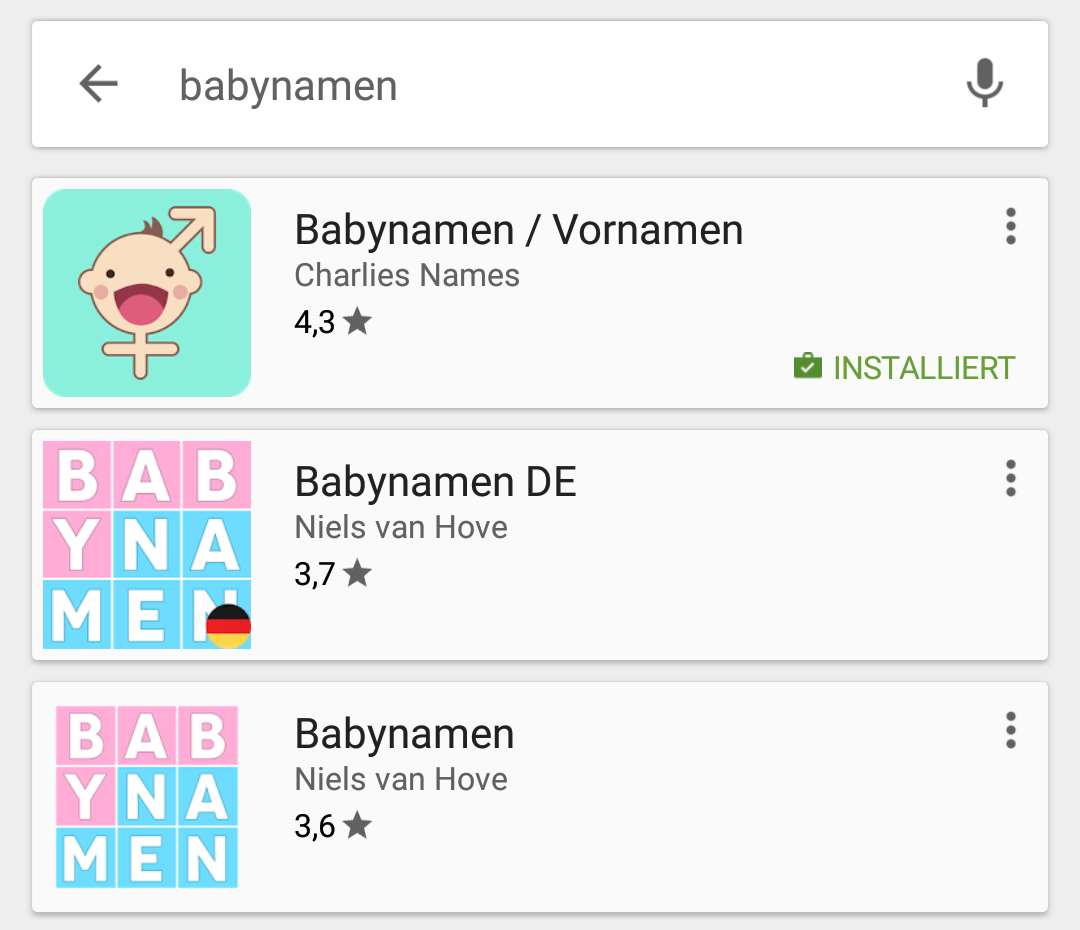 babynamen
Babynamen / Vornamen
Charlies Names
4,3
INSTALLIERT
BAB
YNA
MEN
Babynamen DE
Niels van Hove
3,7
BAB
YNA
MEN
Babynamen
Niels van Hove
3,6